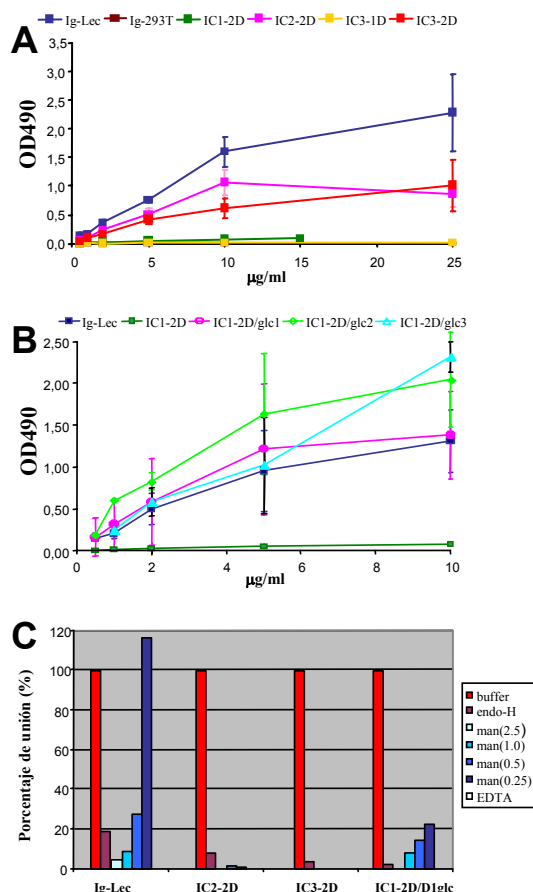 Ig-Lec Ig-293T IC1-2D IC2-2D IC3-1D IC3-2D
A
3,5
3,0
2,5
2,0
1,5
1,0
0,5
0,0
OD490
0 5 10 15 20 25
µg/ml
Ig-Lec IC1-2D IC1-2D/glc1 IC1-2D/glc2 IC1-2D/glc3
B
2,50
2,00
1,50
1,00
0,50
0,00
OD490
0 2 4 6 8 10
µg/ml
C
120
100
80
60
40
20
0
Porcentaje de unión (%)
Ig-Lec IC2-2D IC3-2D IC1-2D/D1glc
buffer
endo-H
man(2.5)
man(1.0)
man(0.5)
man(0.25)
EDTA